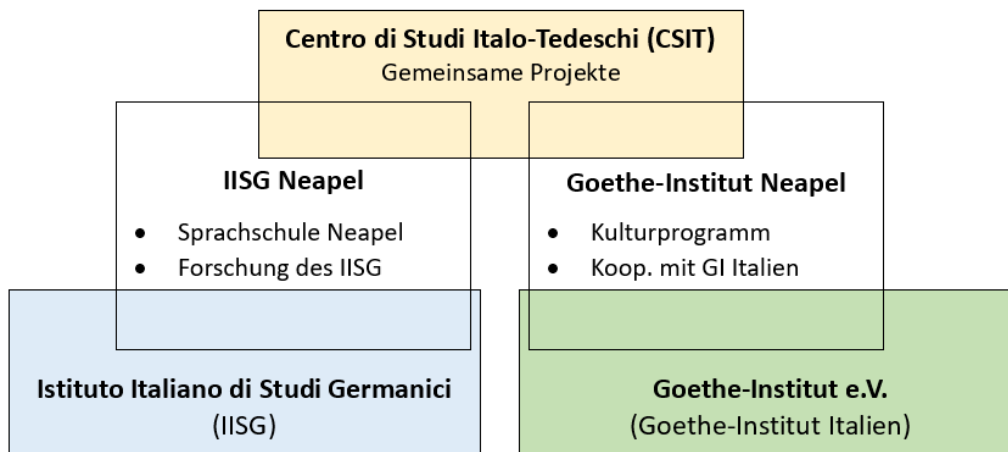 Centro di Studi Italo-Tedeschi (CSIT)
Gemeinsame Projekte
IISG Neapel
• Sprachschule Neapel
• Forschung des IISG
Goethe-Institut Neapel
• Kulturprogramm
• Koop. mit GI Italien
Istituto Italiano di Studi Germanici
(IISG)
Goethe-Institut e.V.
(Goethe-Institut Italien)